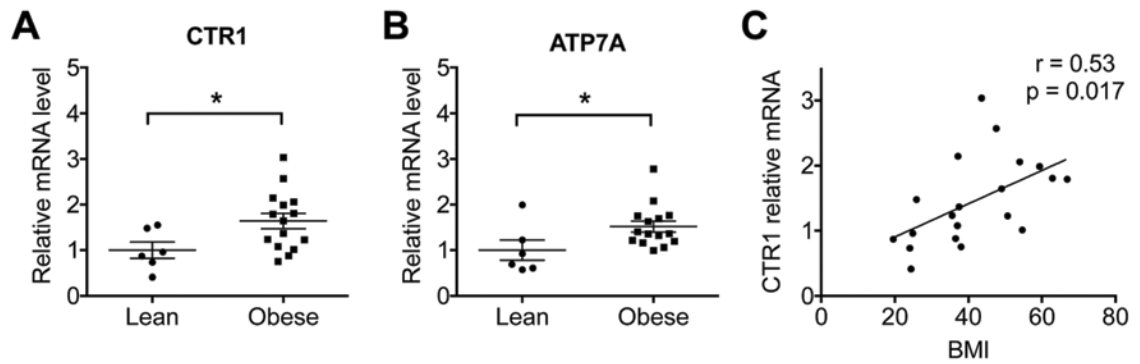 A
CTR1
Relative mRNA level
5
4
3
2
1
0
*
Lean
Obese
B
ATP7A
Relative mRNA level
5
4
3
2
1
0
*
Lean
Obese
C
r = 0.53
p = 0.017
CTR1 relative mRNA
3
2
1
0
0
20
40
60
80
BMI